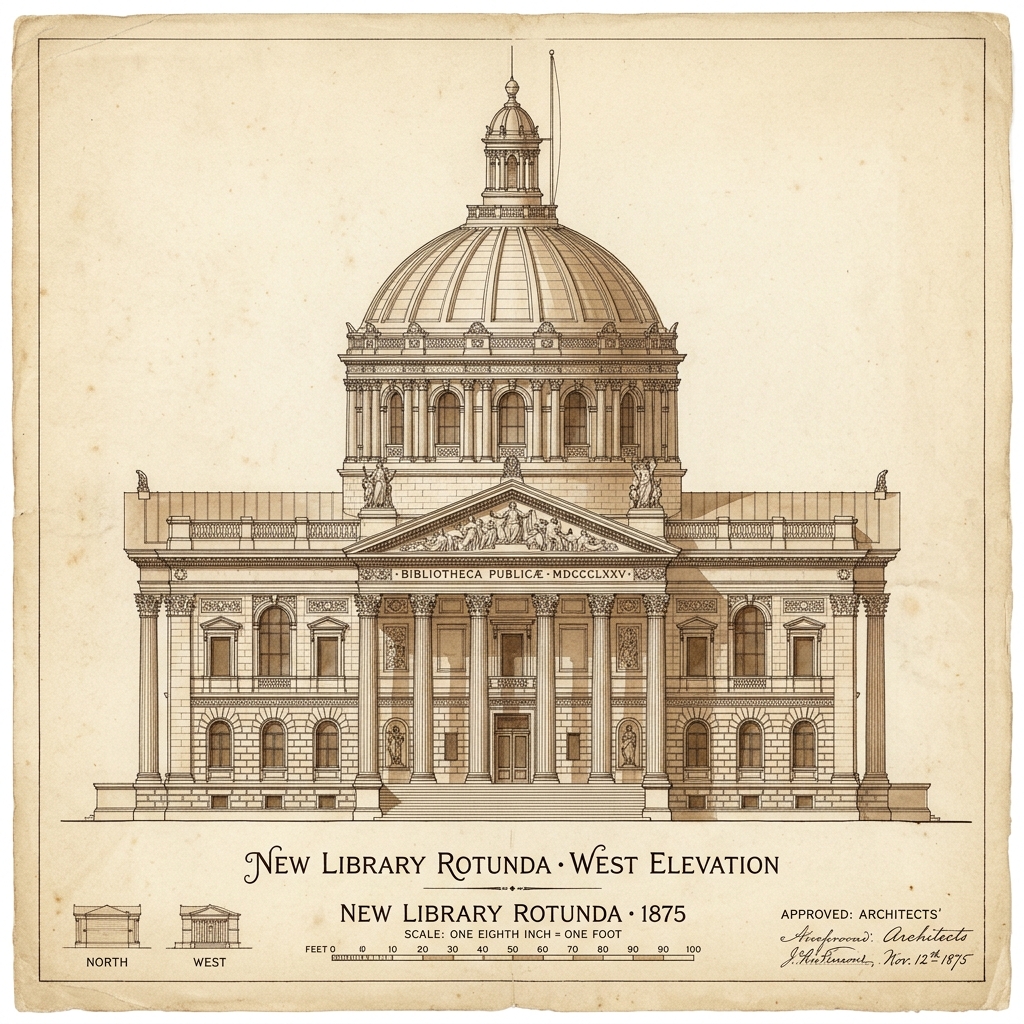 · BIBLIOTHECA PUBLICÆ · MDCCCLXXV ·
NEW LIBRARY ROTUNDA · WEST ELEVATION
NEW LIBRARY ROTUNDA · 1875
SCALE: ONE EIGHTH INCH = ONE FOOT
FEET 0 10 10 20 30 40 50 60 70 80 90 90 100
NORTH
WEST
APPROVED: ARCHITECTS'
Architects
Nov. 12th 1875